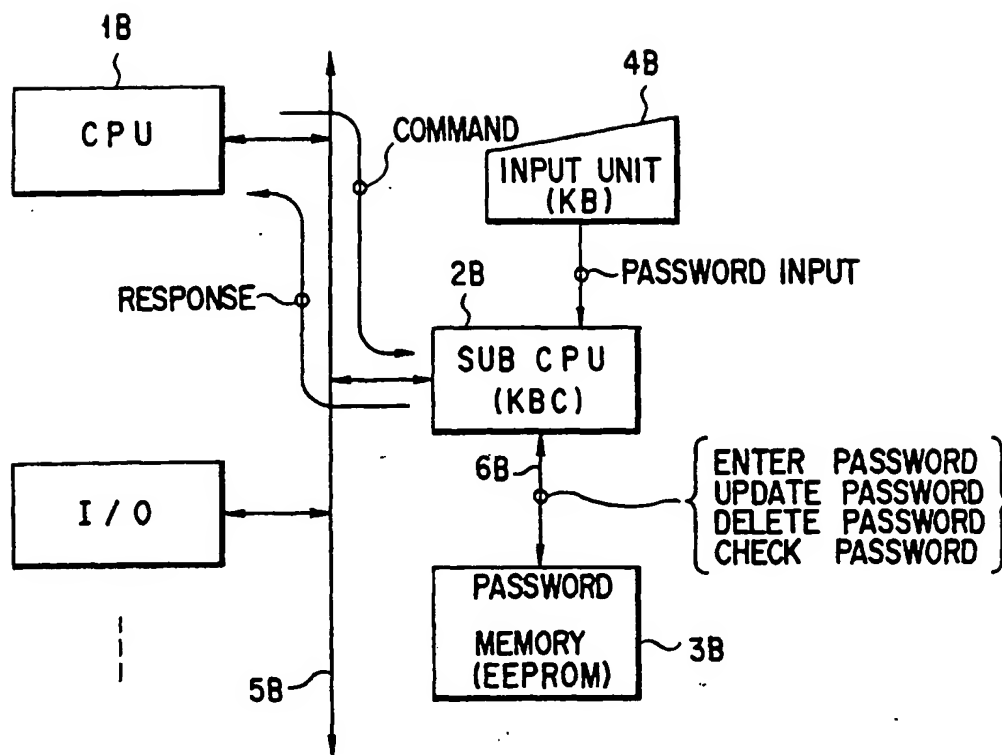 1B
CPU
COMMAND
4B
INPUT UNIT
(KB)
PASSWORD INPUT
RESPONSE
2B
SUB CPU
(KBC)
6B
ENTER PASSWORD
UPDATE PASSWORD
DELETE PASSWORD
CHECK PASSWORD
I/O
PASSWORD
MEMORY
(EEPROM)
3B
5B